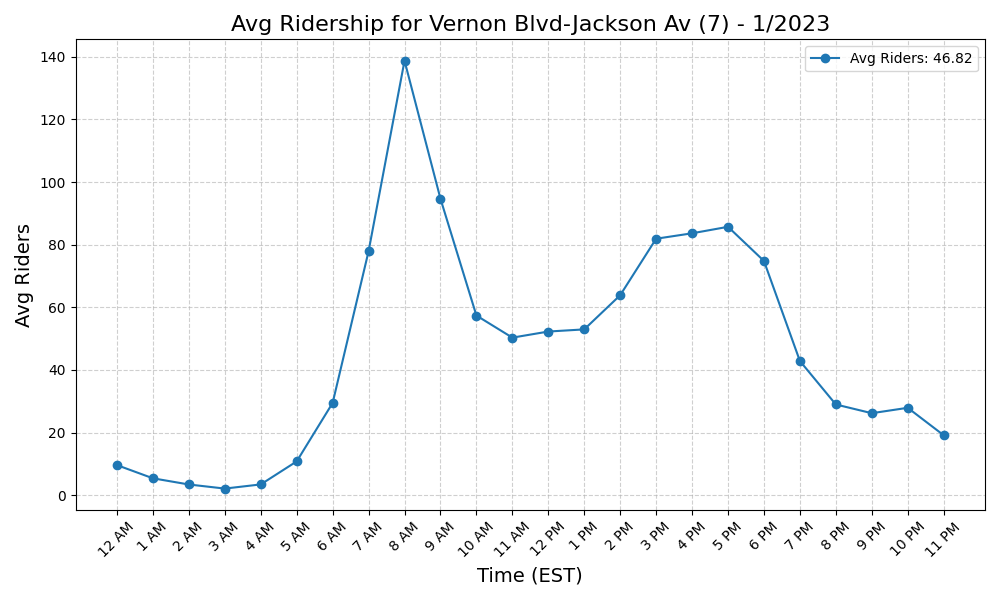 Avg Ridership for Vernon Blvd-Jackson Av (7) - 1/2023
Avg Riders: 46.82
Avg Riders
140
120
100
80
60
40
20
0
12 AM
1 AM
2 AM
3 AM
4 AM
5 AM
6 AM
7 AM
8 AM
9 AM
10 AM
11 AM
12 PM
1 PM
2 PM
3 PM
4 PM
5 PM
6 PM
7 PM
8 PM
9 PM
10 PM
11 PM
Time (EST)